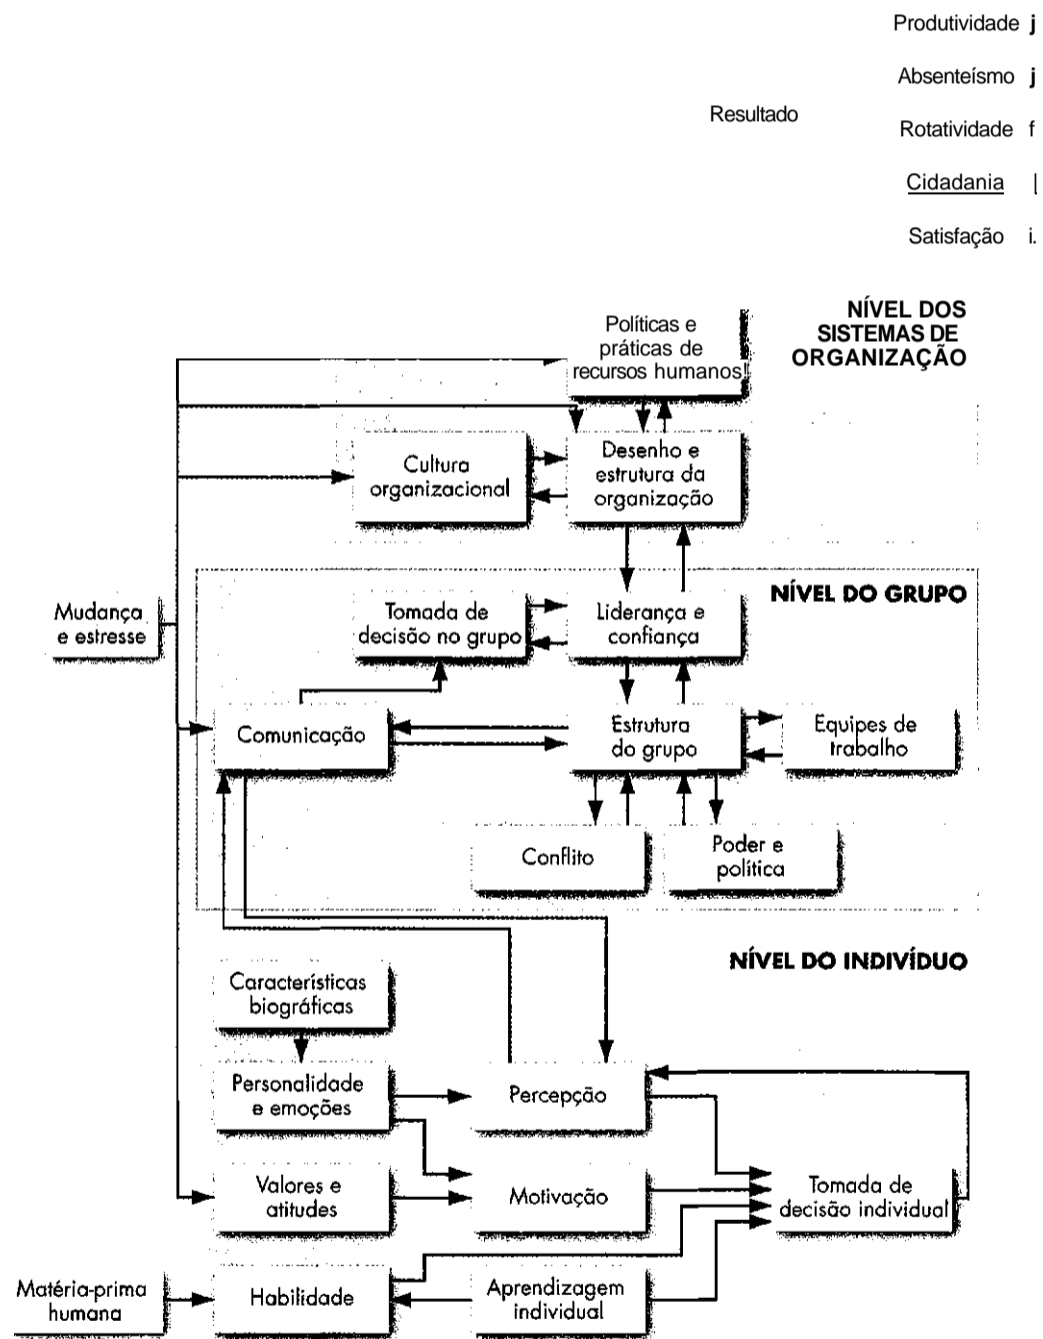 Produtividade j
Absenteísmo j
Resultado
Rotatividade f
Cidadania |
Satisfação i.
NÍVEL DOS
SISTEMAS DE
ORGANIZAÇÃO
Políticas e
práticas de
recursos humanos
Cultura
organizacional
Desenho e
estrutura da
organização
NÍVEL DO GRUPO
Mudança
e estresse
Tomada de
decisão no grupo
Liderança e
confiança
Comunicação
Estrutura
do grupo
Equipes de
trabalho
Conflito
Poder e
política
NÍVEL DO INDIVÍDUO
Características
biográficas
Personalidade
e emoções
Percepção
Valores e
atitudes
Motivação
Tomada de
decisão individual
Matéria-prima
humana
Habilidade
Aprendizagem
individual